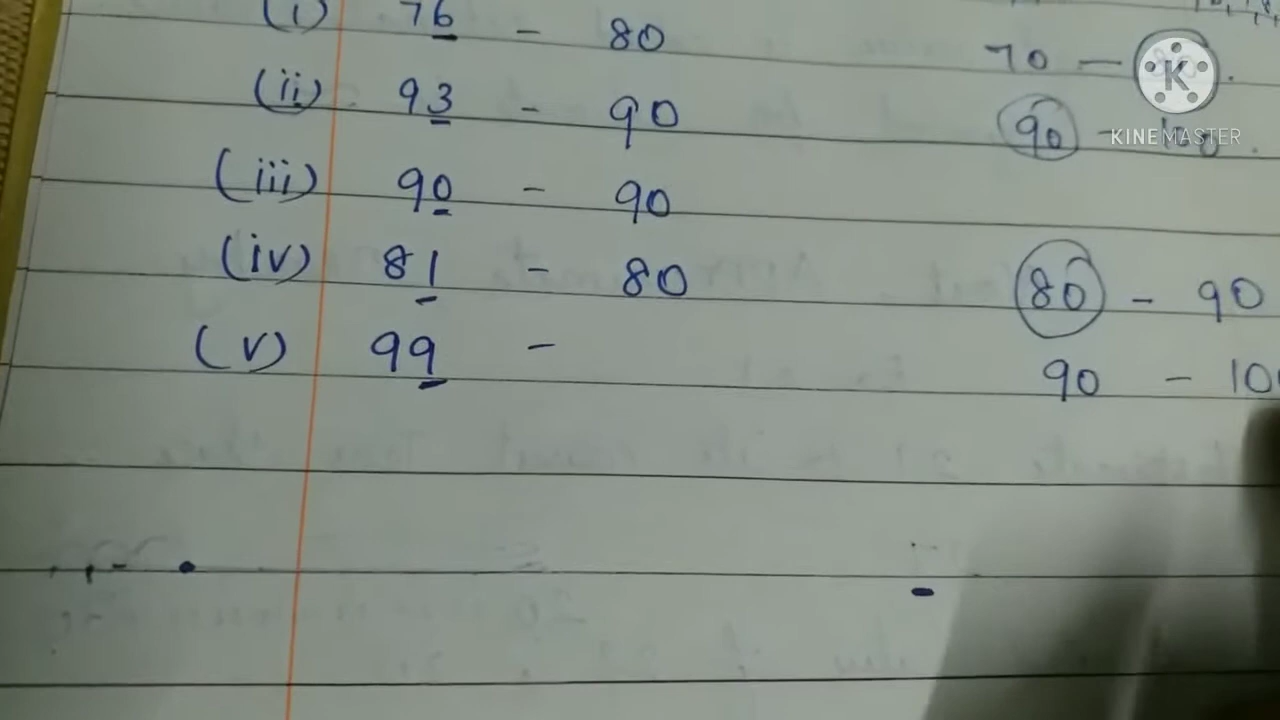 (i) 76 - 80 70 —
(ii) 93 - 90 90 - 100
KINEMASTER
(iii) 90 - 90
(iv) 81 - 80 80 - 90
(v) 99 - 90 - 10